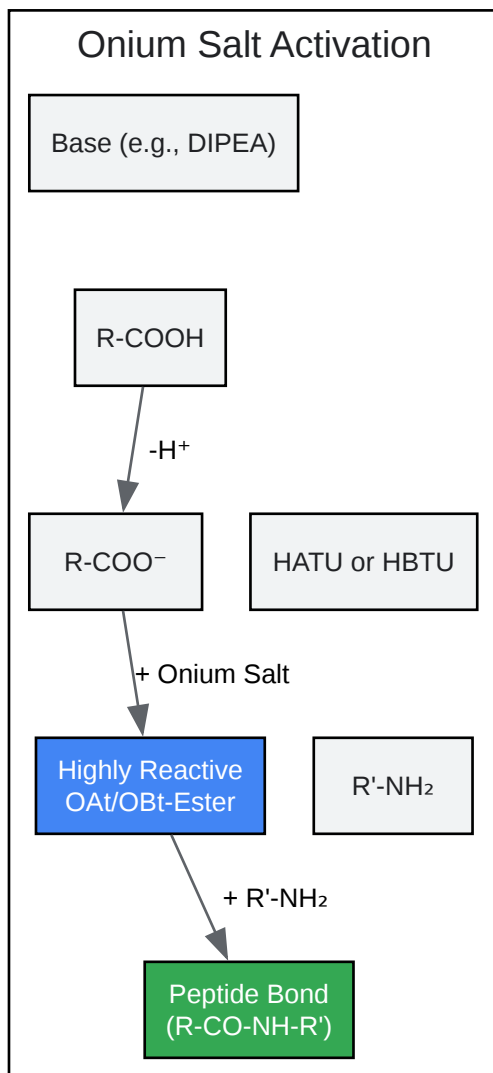 Onium Salt Activation
Base (e.g., DIPEA)
R-COOH
-H⁺
R-COO⁻
HATU or HBTU
+ Onium Salt
Highly Reactive
OAt/OBt-Ester
R'-NH₂
+ R'-NH₂
Peptide Bond
(R-CO-NH-R')